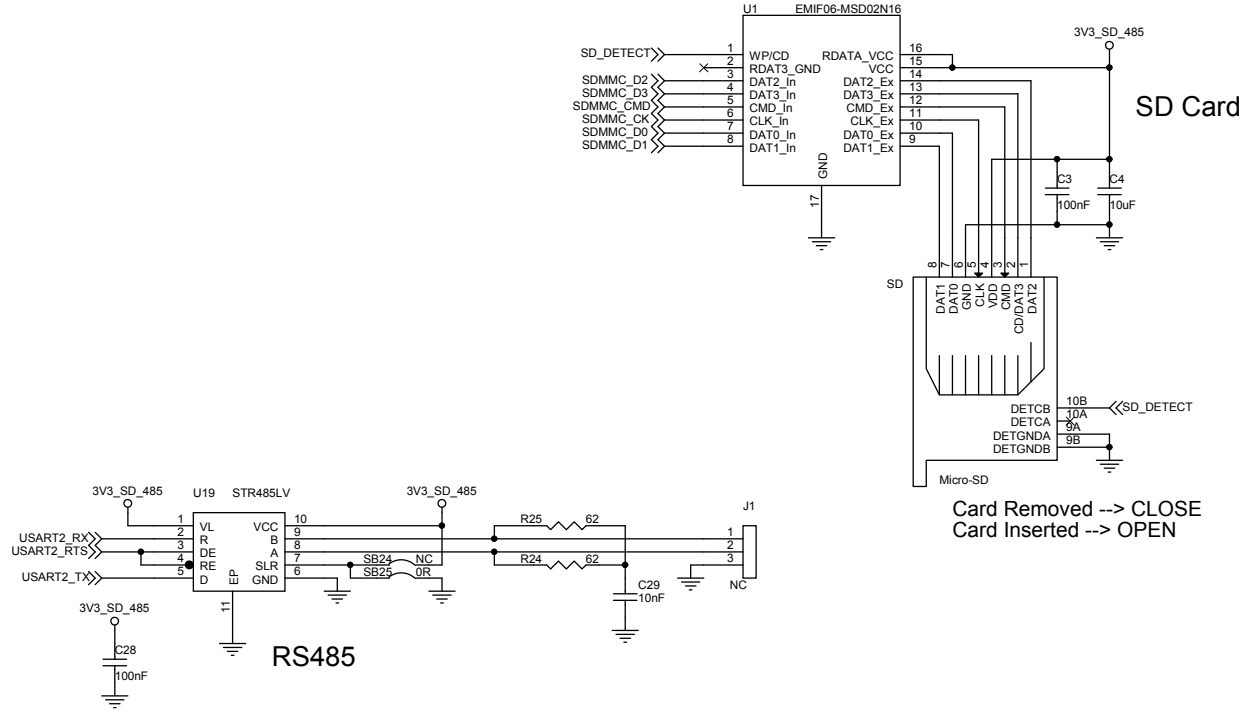 U1 EMIF06-MSD02N16
3V3_SD_485
SD_DETECT 1 WP/CD RDATA_VCC 16
2 RDAT3_GND VCC 15
SDMMC_D2 3 DAT2_In DAT2_Ex 14
SDMMC_D3 4 DAT3_In DAT3_Ex 13
SDMMC_CMD 5 CMD_In CMD_Ex 12
SDMMC_CK 6 CLK_In CLK_Ex 11
SDMMC_D0 7 DAT0_In DAT0_Ex 10
SDMMC_D1 8 DAT1_In DAT1_Ex 9
GND
17
SD Card
C3 C4
100nF 10uF
8 7 6 5 4 3 2 1
SD
DAT1 DAT0 GND CLK VDD CMD CD/DAT3 DAT2
DETCB 10B SD_DETECT
DETCA 10A
DETGNDA 9A
DETGNDB 9B
Micro-SD
Card Removed --> CLOSE
Card Inserted --> OPEN
3V3_SD_485 U19 STR485LV 3V3_SD_485
J1
1 VL VCC 10
USART2_RX 2 R B 9 R25 62 1
USART2_RTS 3 DE A 8 2
4 RE SLR 7 SB24 NC R24 62 3
USART2_TX 5 D GND 6 SB25 0R
EP
11
NC
C29
10nF
3V3_SD_485
C28
100nF
RS485